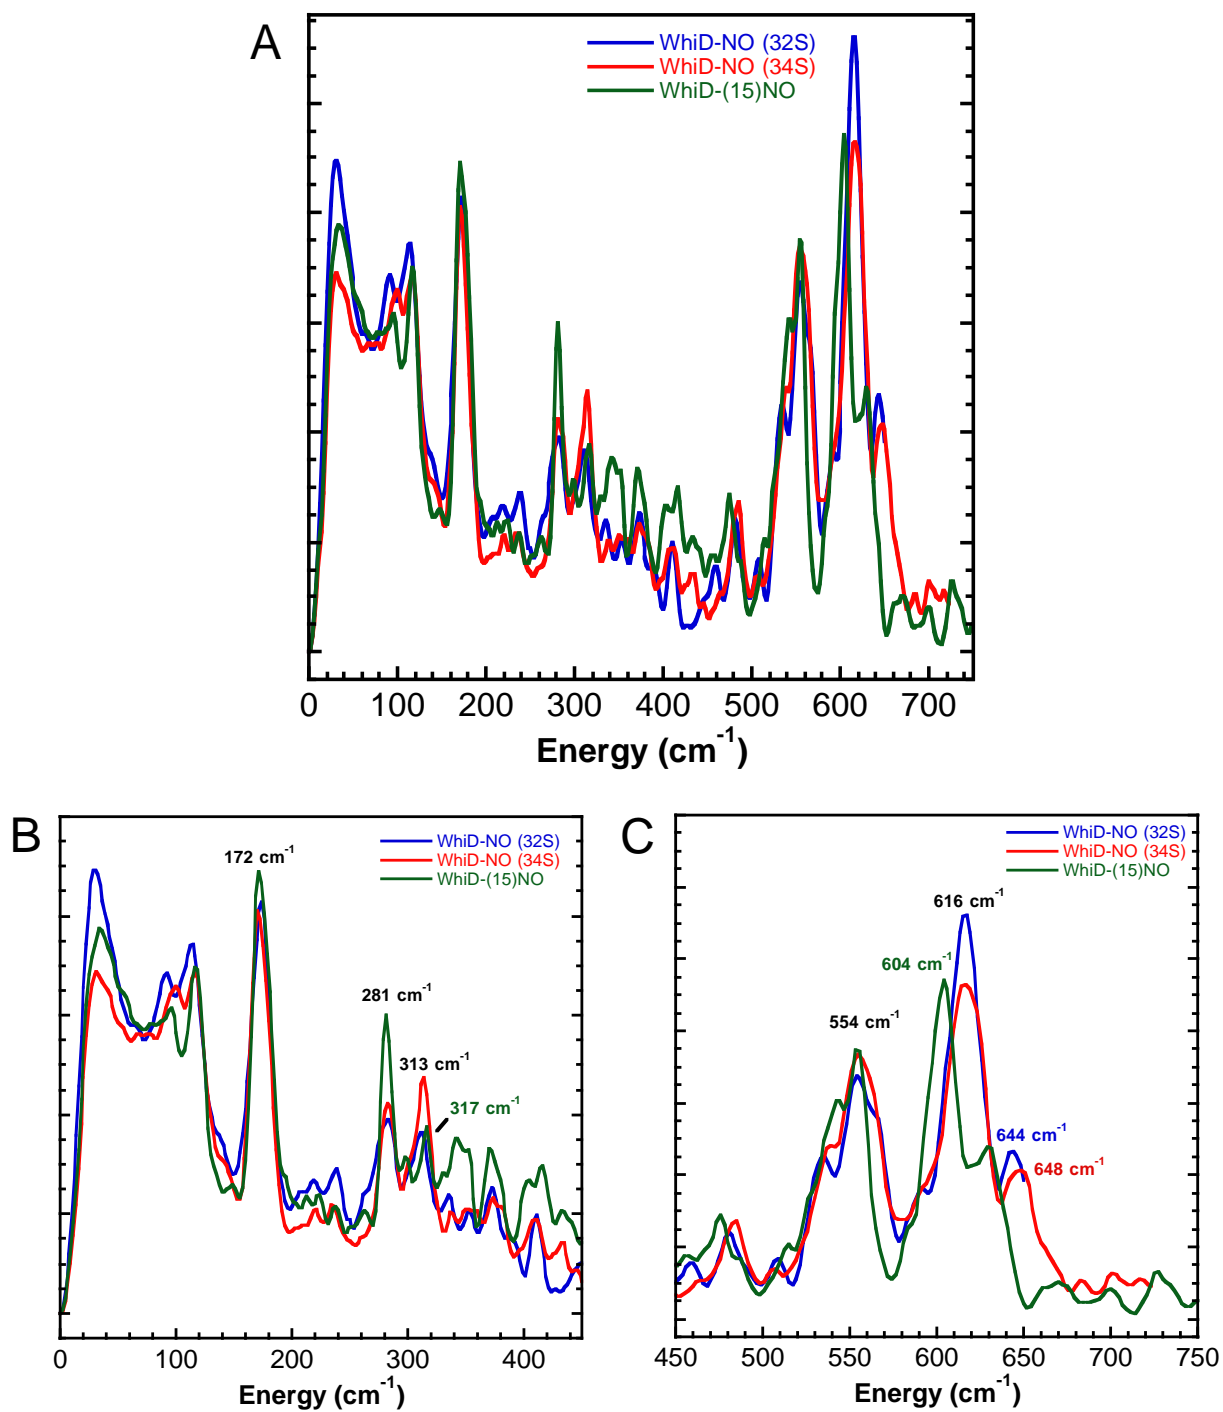 A
WhiD-NO (32S)
WhiD-NO (34S)
WhiD-(15)NO
0 100 200 300 400 500 600 700
Energy (cm⁻¹)
B
WhiD-NO (32S)
WhiD-NO (34S)
WhiD-(15)NO
172 cm⁻¹
281 cm⁻¹
313 cm⁻¹
317 cm⁻¹
0 100 200 300 400
Energy (cm⁻¹)
C
WhiD-NO (32S)
WhiD-NO (34S)
WhiD-(15)NO
616 cm⁻¹
604 cm⁻¹
554 cm⁻¹
644 cm⁻¹
648 cm⁻¹
450 500 550 600 650 700 750
Energy (cm⁻¹)